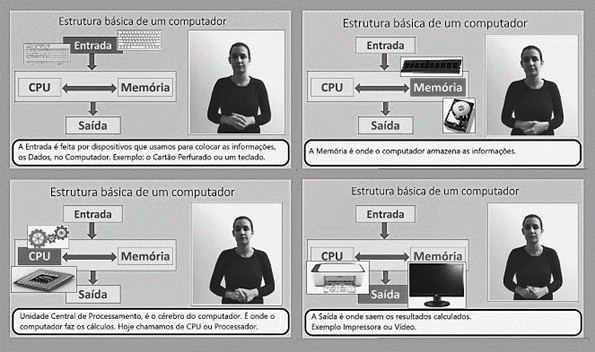 Estrutura básica de um computador
Entrada
CPU
Memória
Saída
A Entrada é feita por dispositivos que usamos para colocar as informações,
os Dados, no Computador. Exemplo: o Cartão Perfurado ou um teclado.
Estrutura básica de um computador
Entrada
CPU
Memória
Saída
A Memória é onde o computador armazena as informações.
Estrutura básica de um computador
Entrada
CPU
Memória
Saída
Unidade Central de Processamento, é o cérebro do computador. É onde o
computador faz os cálculos. Hoje chamamos de CPU ou Processador.
Estrutura básica de um computador
Entrada
CPU
Memória
Saída
A Saída é onde saem os resultados calculados.
Exemplo Impressora ou Vídeo.